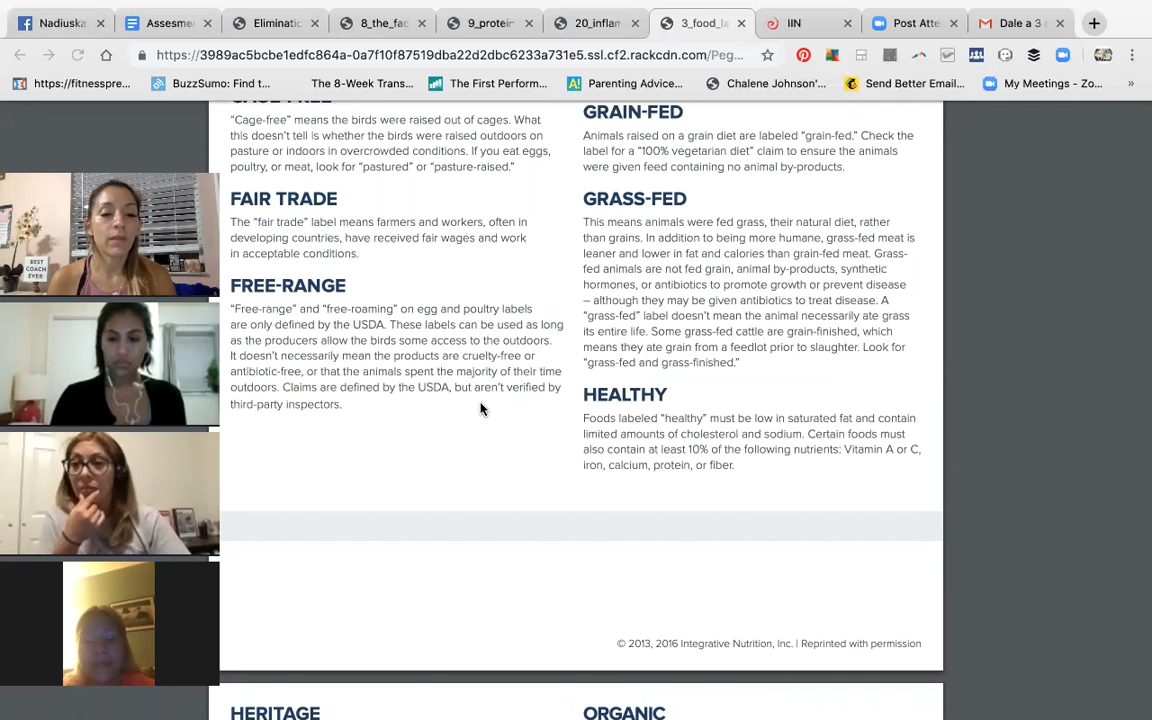 Nadiuska
Assessme
Eliminatic
8_the_fac
9_protein
20_inflam
3_food_la
IIN
Post Atte
Dale a 3 c
https://3989ac5bcbe1edfc864a-0a7f10f87519dba22d2dbc6233a731e5.ssl.cf2.rackcdn.com/Peg...
https://fitnesspre...
BuzzSumo: Find t...
The 8-Week Trans...
The First Perform...
Parenting Advice...
Chalene Johnson'...
Send Better Email...
My Meetings - Zo...
CAGE-FREE
“Cage-free” means the birds were raised out of cages. What
this doesn’t tell is whether the birds were raised outdoors on
pasture or indoors in overcrowded conditions. If you eat eggs,
poultry, or meat, look for “pastured” or “pasture-raised.”
FAIR TRADE
The “fair trade” label means farmers and workers, often in
developing countries, have received fair wages and work
in acceptable conditions.
FREE-RANGE
“Free-range” and “free-roaming” on egg and poultry labels
are only defined by the USDA. These labels can be used as long
as the producers allow the birds some access to the outdoors.
It doesn’t necessarily mean the products are cruelty-free or
antibiotic-free, or that the animals spent the majority of their time
outdoors. Claims are defined by the USDA, but aren’t verified by
third-party inspectors.
GRAIN-FED
Animals raised on a grain diet are labeled “grain-fed.” Check the
label for a “100% vegetarian diet” claim to ensure the animals
were given feed containing no animal by-products.
GRASS-FED
This means animals were fed grass, their natural diet, rather
than grains. In addition to being more humane, grass-fed meat is
leaner and lower in fat and calories than grain-fed meat. Grass-
fed animals are not fed grain, animal by-products, synthetic
hormones, or antibiotics to promote growth or prevent disease
– although they may be given antibiotics to treat disease. A
“grass-fed” label doesn’t mean the animal necessarily ate grass
its entire life. Some grass-fed cattle are grain-finished, which
means they ate grain from a feedlot prior to slaughter. Look for
“grass-fed and grass-finished.”
HEALTHY
Foods labeled “healthy” must be low in saturated fat and contain
limited amounts of cholesterol and sodium. Certain foods must
also contain at least 10% of the following nutrients: Vitamin A or C,
iron, calcium, protein, or fiber.
© 2013, 2016 Integrative Nutrition, Inc. | Reprinted with permission
HERITAGE
ORGANIC
BEST
COACH
EVER